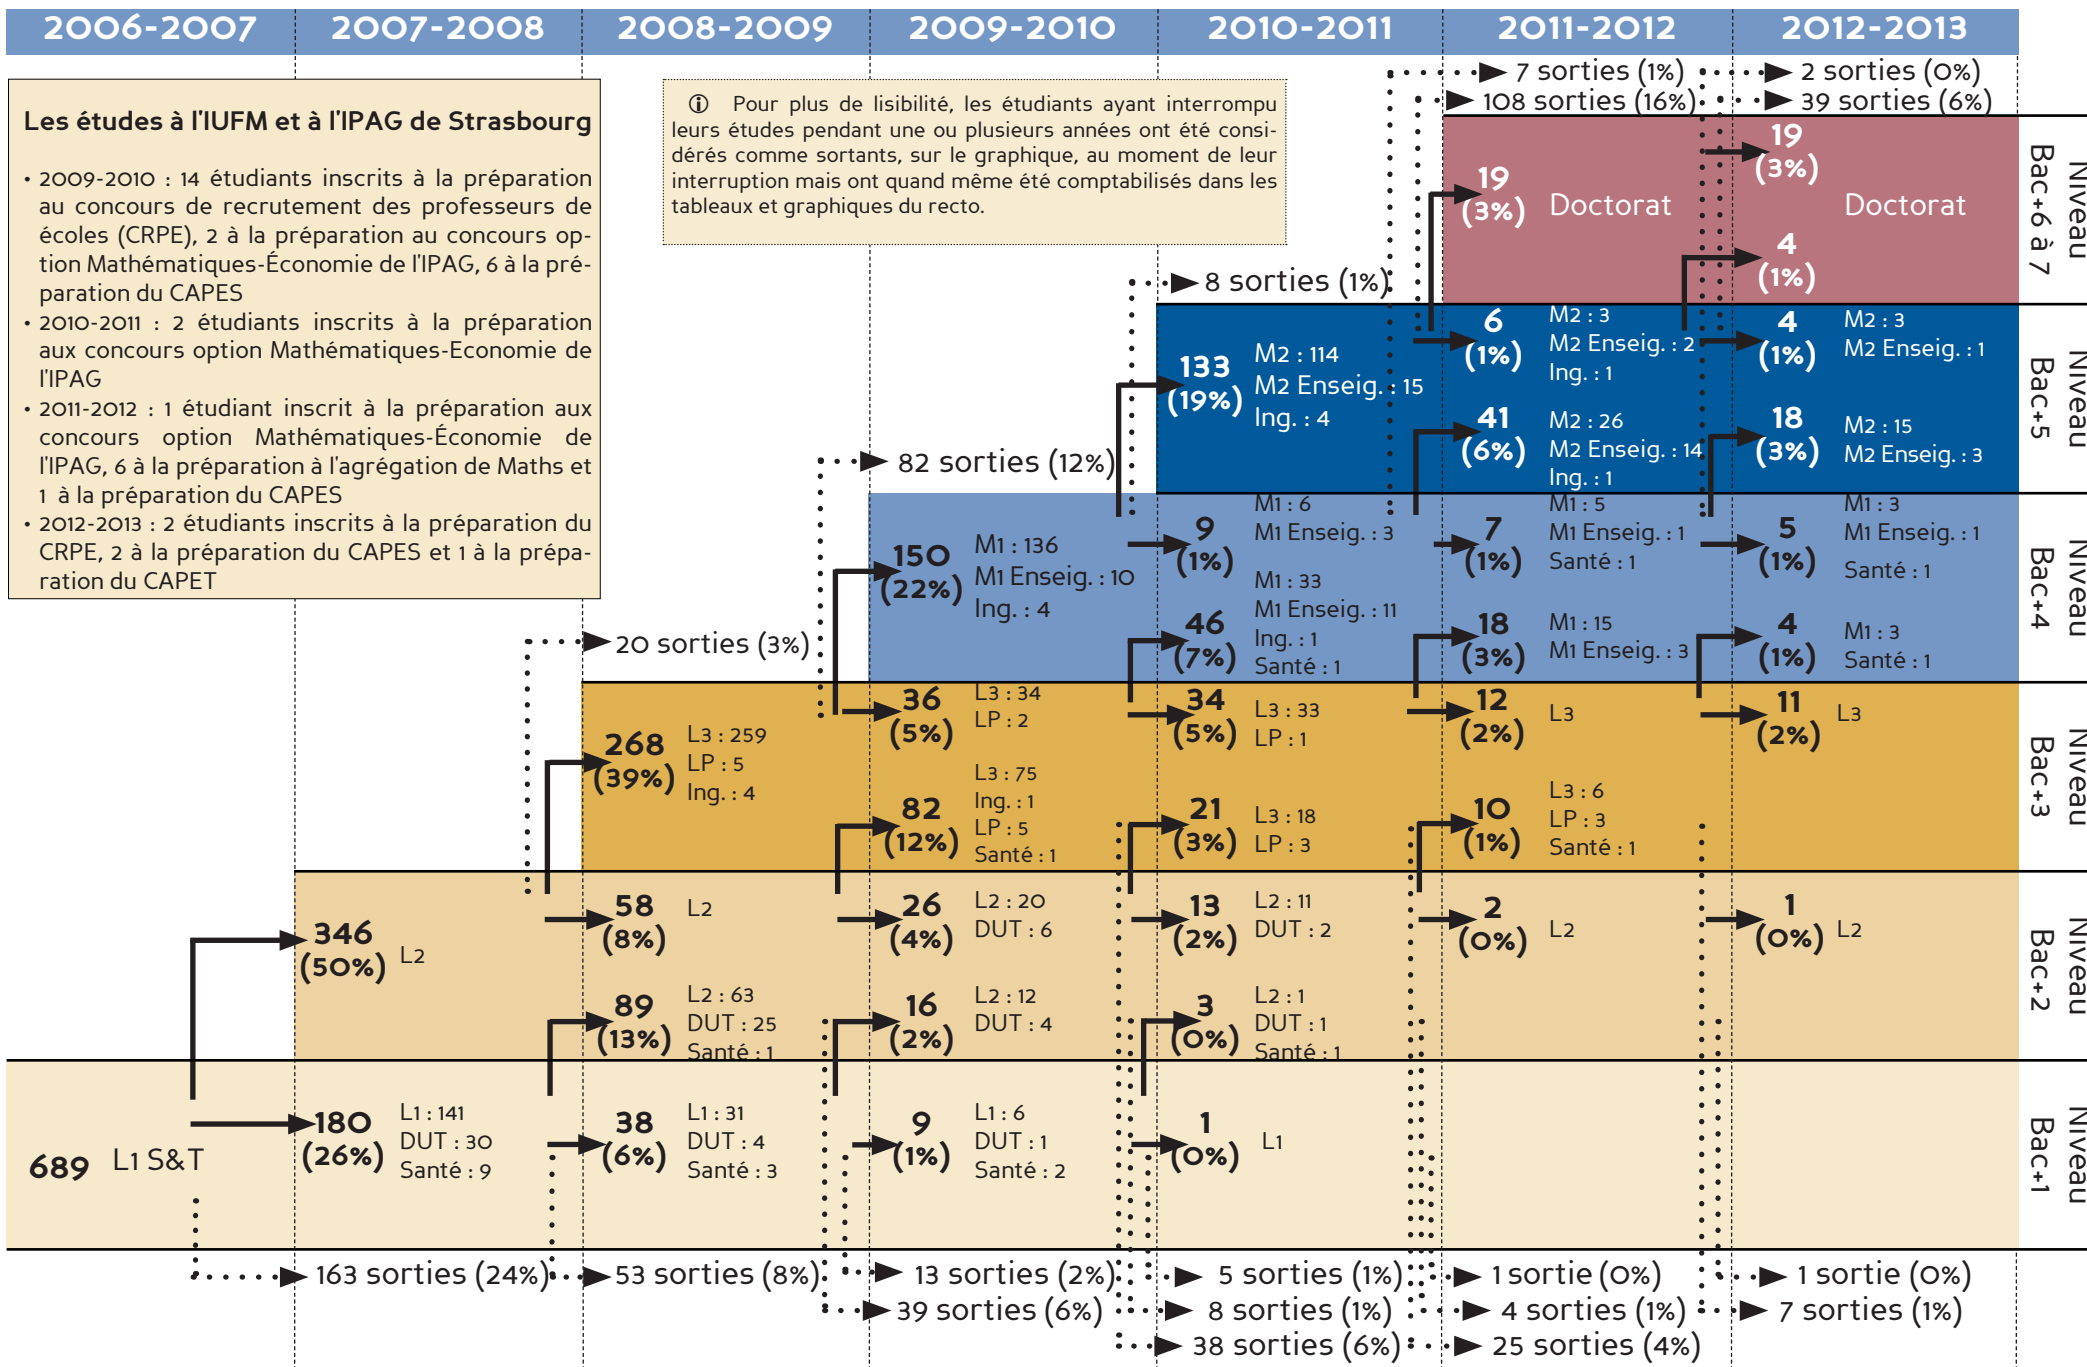 2006-2007
2007-2008
2008-2009
2009-2010
2010-2011
2011-2012
2012-2013
Les études à l'IUFM et à l'IPAG de Strasbourg
• 2009-2010 : 14 étudiants inscrits à la préparation
au concours de recrutement des professeurs de
écoles (CRPE), 2 à la préparation au concours op-
tion Mathématiques-Économie de l'IPAG, 6 à la pré-
paration du CAPES
• 2010-2011 : 2 étudiants inscrits à la préparation
aux concours option Mathématiques-Economie de
l'IPAG
• 2011-2012 : 1 étudiant inscrit à la préparation aux
concours option Mathématiques-Économie de
l'IPAG, 6 à la préparation à l'agrégation de Maths et
1 à la préparation du CAPES
• 2012-2013 : 2 étudiants inscrits à la préparation du
CRPE, 2 à la préparation du CAPES et 1 à la prépa-
ration du CAPET
ⓘ Pour plus de lisibilité, les étudiants ayant interrompu
leurs études pendant une ou plusieurs années ont été consi-
dérés comme sortants, sur le graphique, au moment de leur
interruption mais ont quand même été comptabilisés dans les
tableaux et graphiques du recto.
7 sorties (1%)
108 sorties (16%)
2 sorties (0%)
39 sorties (6%)
19
(3%)
Doctorat
19
(3%)
Doctorat
4
(1%)
Niveau
Bac+6 à 7
8 sorties (1%)
133
(19%)
M2 : 114
M2 Enseig. : 15
Ing. : 4
6
(1%)
M2 : 3
M2 Enseig. : 2
Ing. : 1
4
(1%)
M2 : 3
M2 Enseig. : 1
41
(6%)
M2 : 26
M2 Enseig. : 14
Ing. : 1
18
(3%)
M2 : 15
M2 Enseig. : 3
Niveau
Bac+5
82 sorties (12%)
150
(22%)
M1 : 136
M1 Enseig. : 10
Ing. : 4
9
(1%)
M1 : 6
M1 Enseig. : 3
7
(1%)
M1 : 5
M1 Enseig. : 1
Santé : 1
5
(1%)
M1 : 3
M1 Enseig. : 1
Santé : 1
46
(7%)
M1 : 33
M1 Enseig. : 11
Ing. : 1
Santé : 1
18
(3%)
M1 : 15
M1 Enseig. : 3
4
(1%)
M1 : 3
Santé : 1
Niveau
Bac+4
20 sorties (3%)
268
(39%)
L3 : 259
LP : 5
Ing. : 4
36
(5%)
L3 : 34
LP : 2
34
(5%)
L3 : 33
LP : 1
12
(2%)
L3
11
(2%)
L3
82
(12%)
L3 : 75
Ing. : 1
LP : 5
Santé : 1
21
(3%)
L3 : 18
LP : 3
10
(1%)
L3 : 6
LP : 3
Santé : 1
Niveau
Bac+3
346
(50%)
L2
58
(8%)
L2
26
(4%)
L2 : 20
DUT : 6
13
(2%)
L2 : 11
DUT : 2
2
(0%)
L2
1
(0%)
L2
89
(13%)
L2 : 63
DUT : 25
Santé : 1
16
(2%)
L2 : 12
DUT : 4
3
(0%)
L2 : 1
DUT : 1
Santé : 1
Niveau
Bac+2
689
L1 S&T
180
(26%)
L1 : 141
DUT : 30
Santé : 9
38
(6%)
L1 : 31
DUT : 4
Santé : 3
9
(1%)
L1 : 6
DUT : 1
Santé : 2
1
(0%)
L1
Niveau
Bac+1
163 sorties (24%)
53 sorties (8%)
13 sorties (2%)
5 sorties (1%)
1 sortie (0%)
1 sortie (0%)
39 sorties (6%)
8 sorties (1%)
4 sorties (1%)
7 sorties (1%)
38 sorties (6%)
25 sorties (4%)